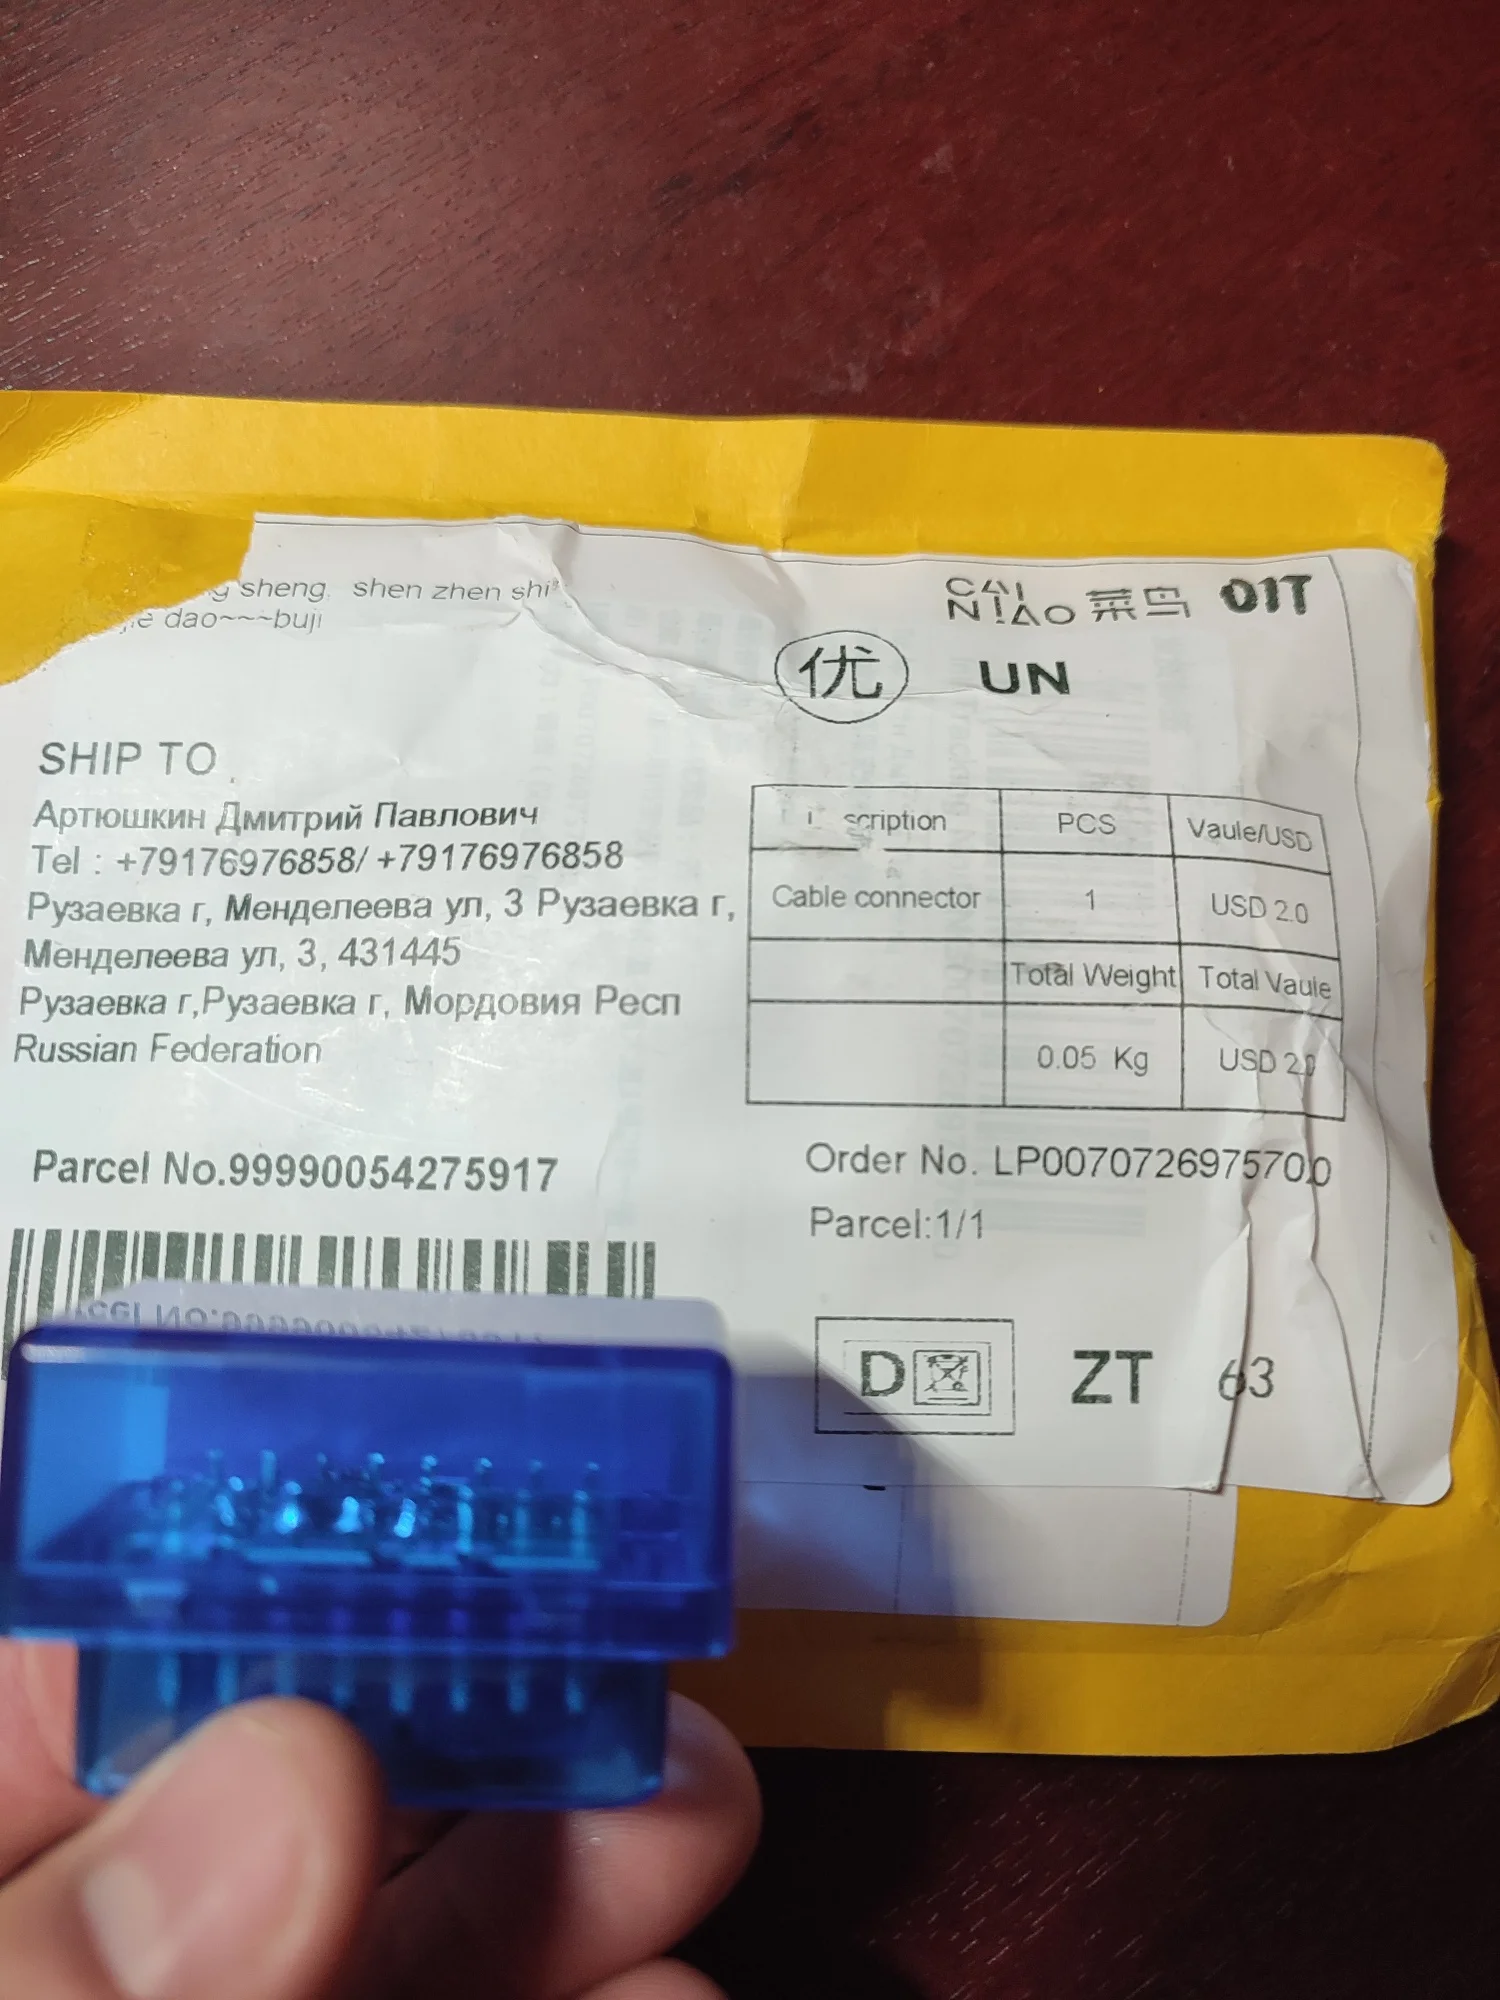 sheng, shen zhen shi
dao~~~buji
CAI
NIAO 菜鸟 01T
优 UN
SHIP TO
Артюшкин Дмитрий Павлович
Tel : +79176976858/ +79176976858
Рузаевка г, Менделеева ул, 3 Рузаевка г,
Менделеева ул, 3, 431445
Рузаевка г,Рузаевка г, Мордовия Респ
Russian Federation
scription PCS Vaule/USD
Cable connector 1 USD 2.0
Total Weight Total Vaule
0.05 Kg USD 2.0
Parcel No.99990054275917
Order No. LP00707269757000
Parcel:1/1
D ZT 63